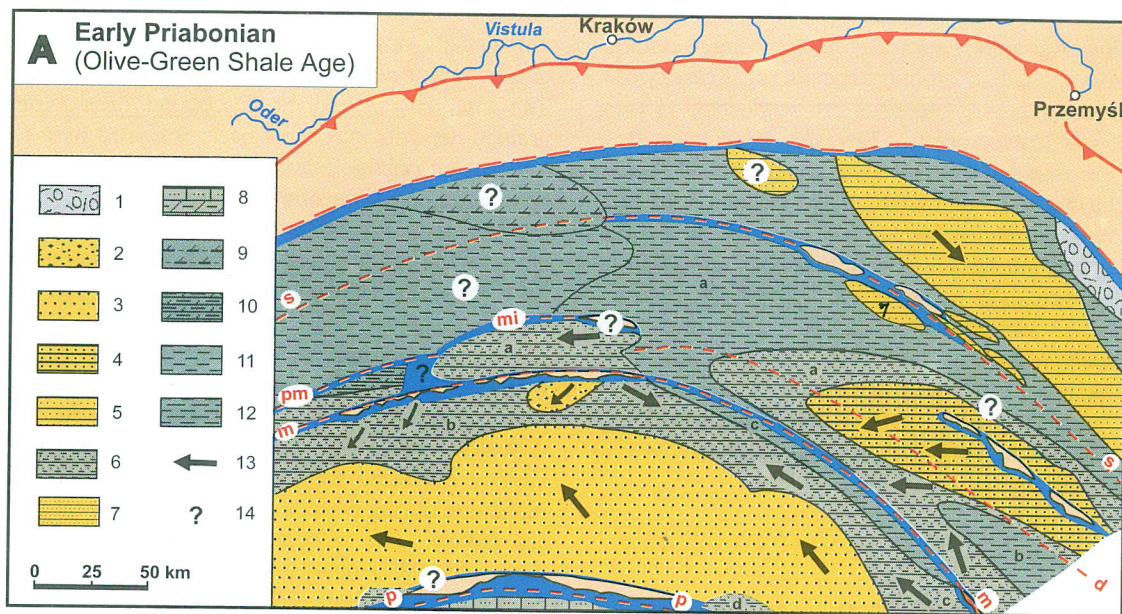 A Early Priabonian
(Olive-Green Shale Age)
Vistula
Kraków
Oder
Przemyśl
1
8
2
9
3
10
4
11
5
12
6
13
7
? 14
0 25 50 km
?
?
s
?
a
mi
?
a
?
pm
m
b
c
a
?
s
b
d
?
p
p
d
c
m